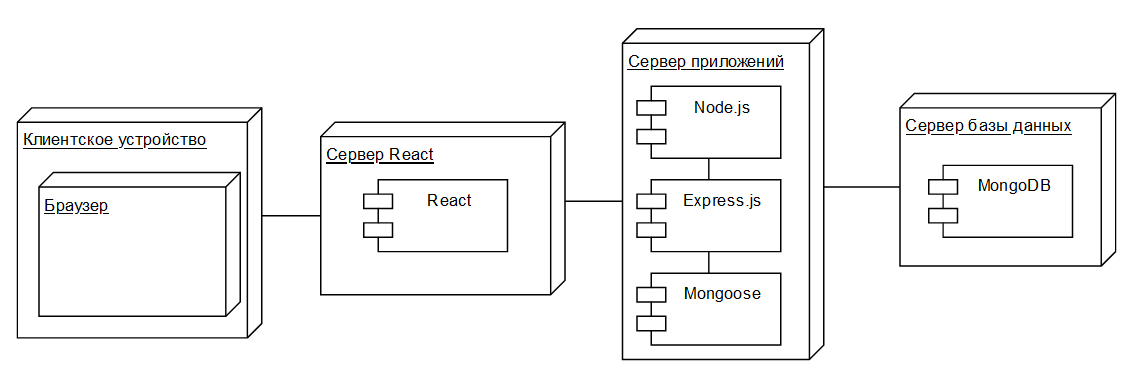 Клиентское устройство
Браузер
Сервер React
React
Сервер приложений
Node.js
Express.js
Mongoose
Сервер базы данных
MongoDB